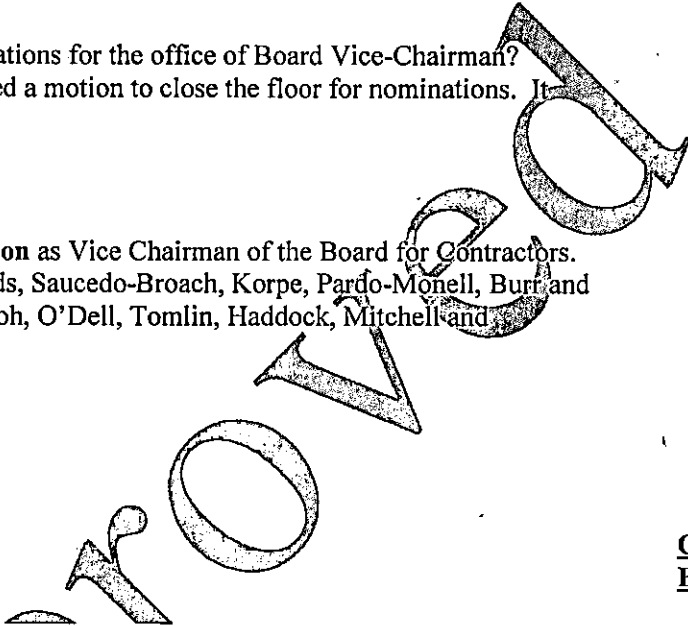 ations for the office of Board Vice-Chairman?
ed a motion to close the floor for nominations. It
on as Vice Chairman of the Board for Contractors.
ds, Saucedo-Broach, Korpe, Pardo-Monell, Burr and
ph, O'Dell, Tomlin, Haddock, Mitchell and
roved